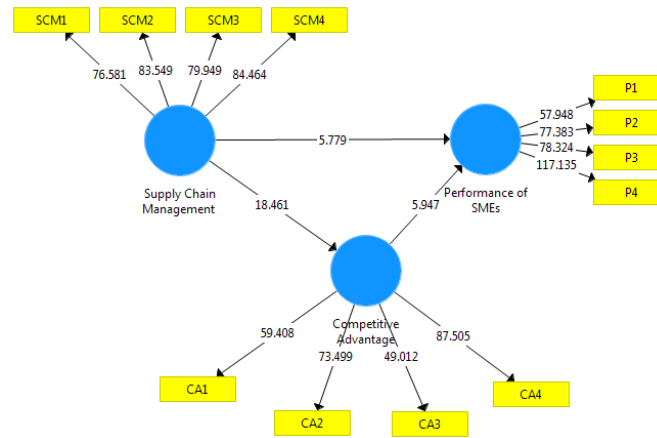 SCM1
SCM2
SCM3
SCM4
76.581
83.549
79.949
84.464
P1
57.948
P2
77.383
78.324
P3
117.135
P4
5.779
Supply Chain
Management
Performance of
SMEs
18.461
5.947
Competitive
Advantage
59.408
73.499
49.012
87.505
CA1
CA2
CA3
CA4